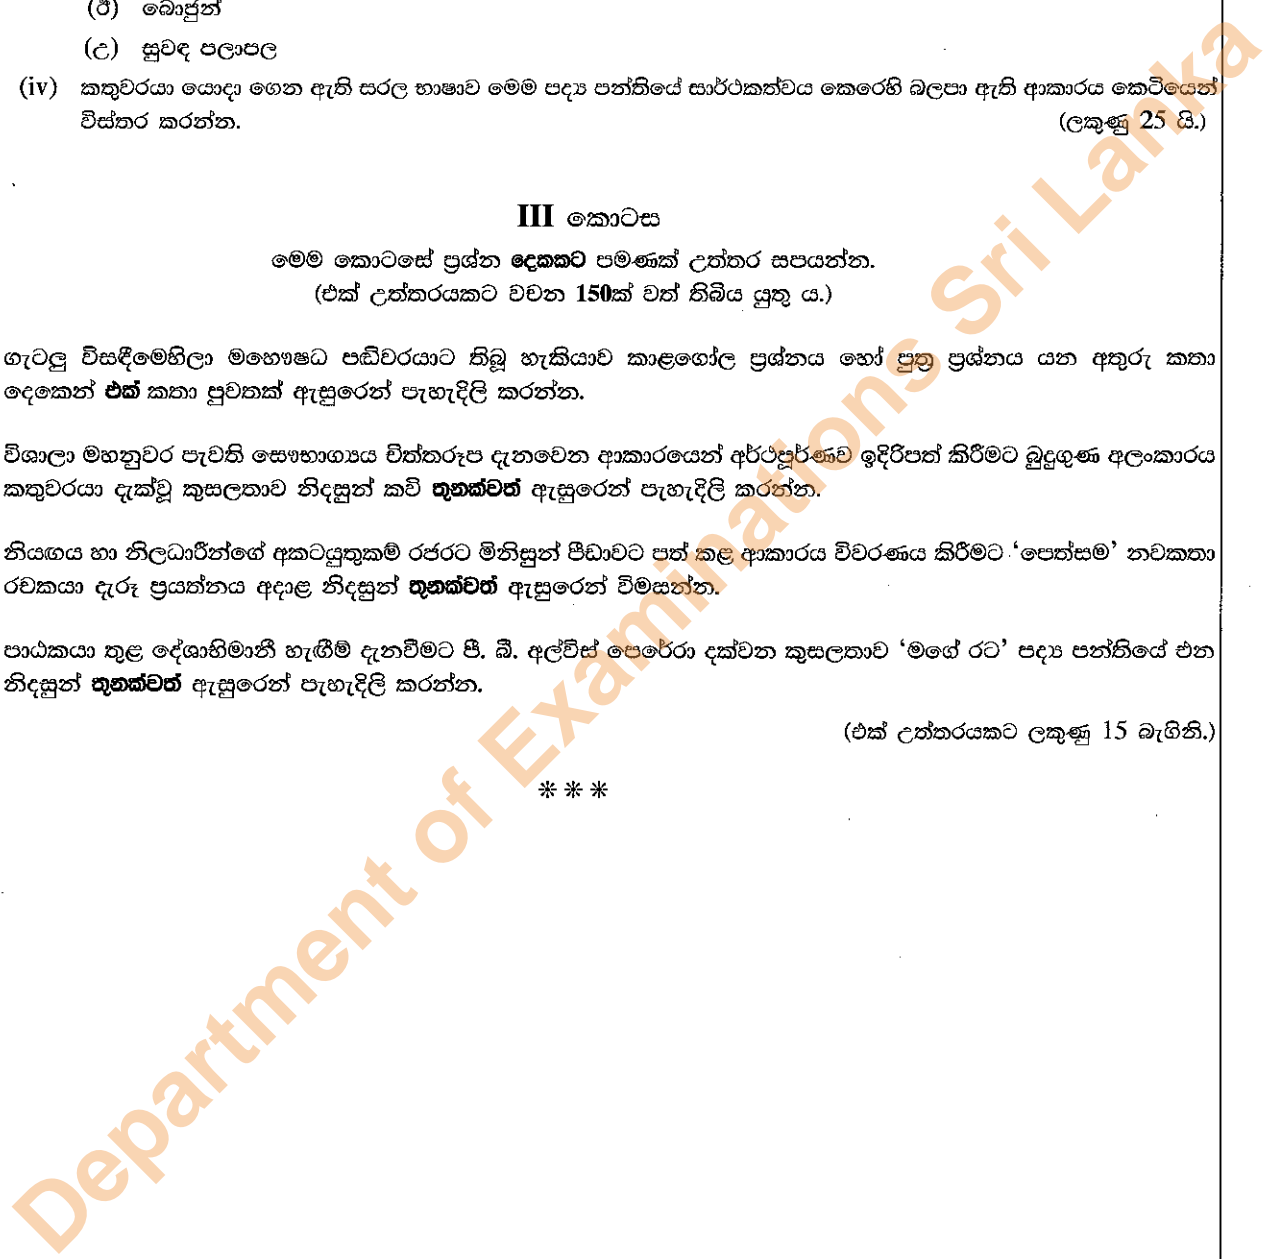 (ඊ) බොජුන්
(උ) සුවඳ පලාපල
(iv) කතුවරයා යොදා ගෙන ඇති සරල භාෂාව මෙම පද්‍ය පන්තියේ සාර්ථකත්වය කෙරෙහි බලපා ඇති ආකාරය කෙටියෙන්
විස්තර කරන්න. (ලකුණු 25 යි.)
III කොටස
මෙම කොටසේ ප්‍රශ්න දෙකකට පමණක් උත්තර සපයන්න.
(එක් උත්තරයකට වචන 150ක් වත් තිබිය යුතු ය.)
ගැටලු විසඳීමෙහිලා මහෞෂධ පඬිවරයාට තිබූ හැකියාව කාළගෝල ප්‍රශ්නය හෝ පුත්‍ර ප්‍රශ්නය යන අතුරු කතා
දෙකෙන් එක් කතා පුවතක් ඇසුරෙන් පැහැදිලි කරන්න.
විශාලා මහනුවර පැවති සෞභාග්‍යය චිත්තරූප දැනවෙන ආකාරයෙන් අර්ථපූර්ණව ඉදිරිපත් කිරීමට බුදුගුණ අලංකාරය
කතුවරයා දැක්වූ කුසලතාව නිදසුන් කවි තුනක්වත් ඇසුරෙන් පැහැදිලි කරන්න.
නියඟය හා නිලධාරීන්ගේ අකටයුතුකම් රජරට මිනිසුන් පීඩාවට පත් කළ ආකාරය විවරණය කිරීමට ‘පෙත්සම’ නවකතා
රචකයා දැරූ ප්‍රයත්නය අදාළ නිදසුන් තුනක්වත් ඇසුරෙන් විමසන්න.
පාඨකයා තුළ දේශාභිමානී හැඟීම් දැනවීමට පී. බී. අල්විස් පෙරේරා දක්වන කුසලතාව ‘මගේ රට’ පද්‍ය පන්තියේ එන
නිදසුන් තුනක්වත් ඇසුරෙන් පැහැදිලි කරන්න.
(එක් උත්තරයකට ලකුණු 15 බැගිනි.)
***
Department of Examinations Sri Lanka